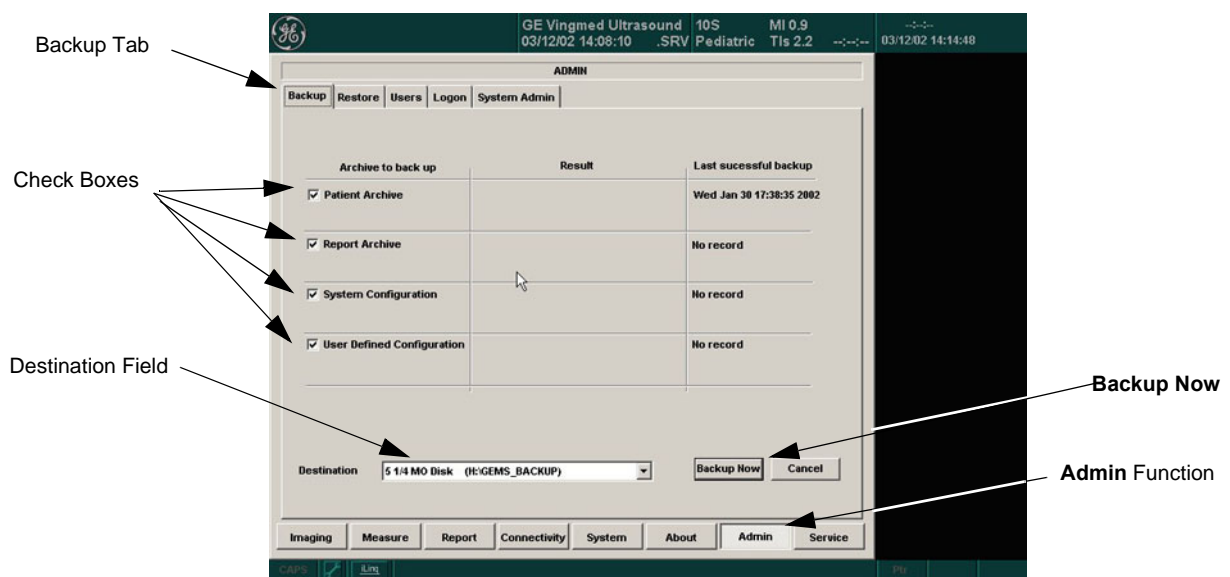 GE Vingmed Ultrasound 10S MI 0.9 --:--:--
03/12/02 14:08:10 .SRV Pediatric TIs 2.2 --:--:-- 03/12/02 14:14:48
Backup Tab
ADMIN
Backup Restore Users Logon System Admin
Archive to back up Result Last sucessful backup
Check Boxes
Patient Archive Wed Jan 30 17:38:35 2002
Report Archive No record
System Configuration No record
User Defined Configuration No record
Destination Field
Backup Now
Destination 5 1/4 MO Disk (H:\GEMS_BACKUP) Backup Now Cancel
Admin Function
Imaging Measure Report Connectivity System About Admin Service
CAPS iLinq